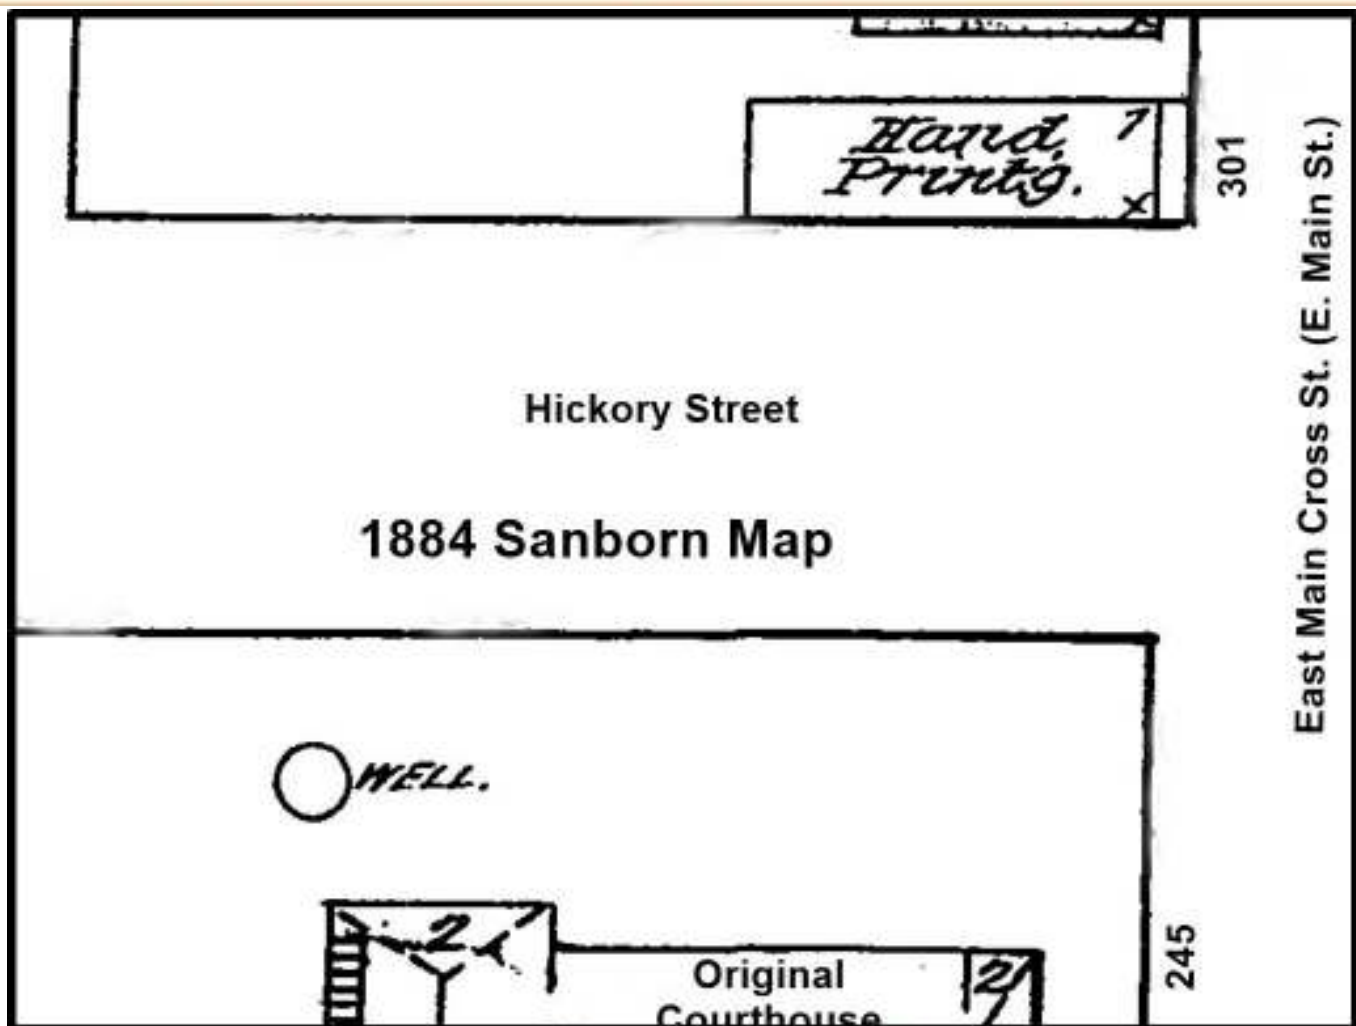 Hand.
Printg.
1
x
301
East Main Cross St. (E. Main St.)
Hickory Street
1884 Sanborn Map
WELL.
2
Original
Courthouse
2
245